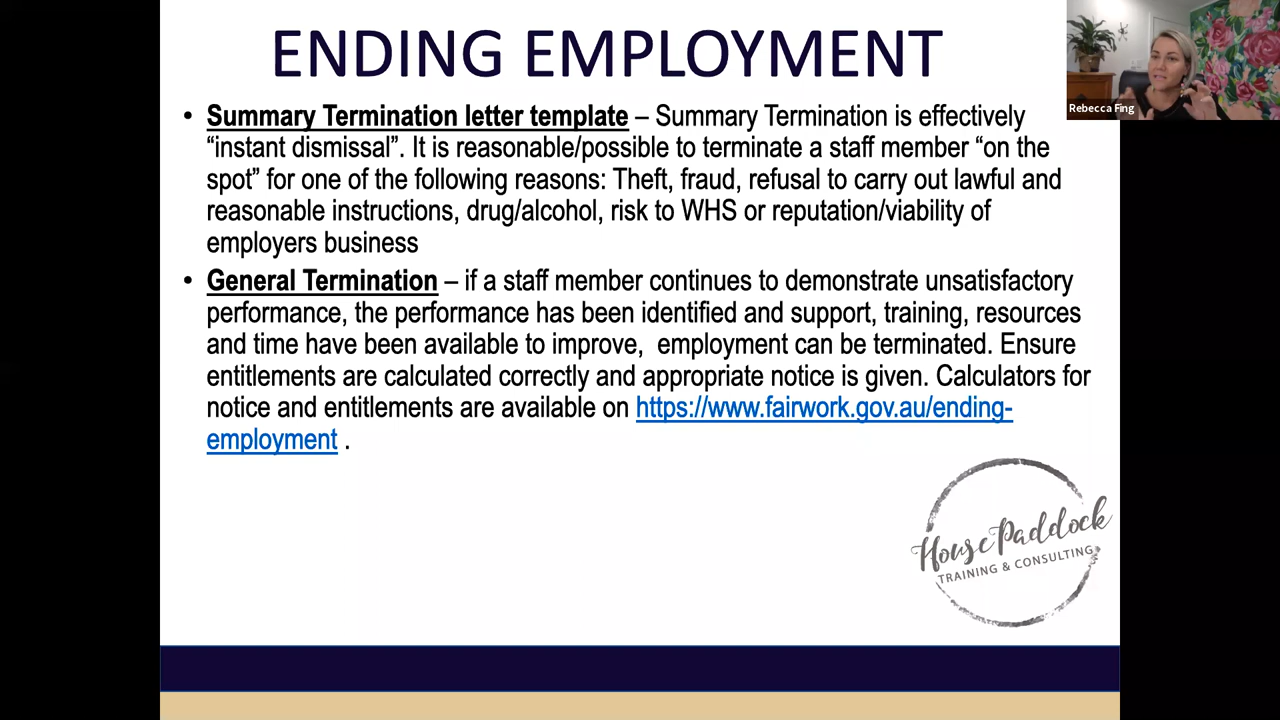 ENDING EMPLOYMENT
Rebecca Fing
• Summary Termination letter template – Summary Termination is effectively
“instant dismissal”. It is reasonable/possible to terminate a staff member “on the
spot” for one of the following reasons: Theft, fraud, refusal to carry out lawful and
reasonable instructions, drug/alcohol, risk to WHS or reputation/viability of
employers business
• General Termination – if a staff member continues to demonstrate unsatisfactory
performance, the performance has been identified and support, training, resources
and time have been available to improve,  employment can be terminated. Ensure
entitlements are calculated correctly and appropriate notice is given. Calculators for
notice and entitlements are available on https://www.fairwork.gov.au/ending-
employment .
House Paddock
TRAINING & CONSULTING